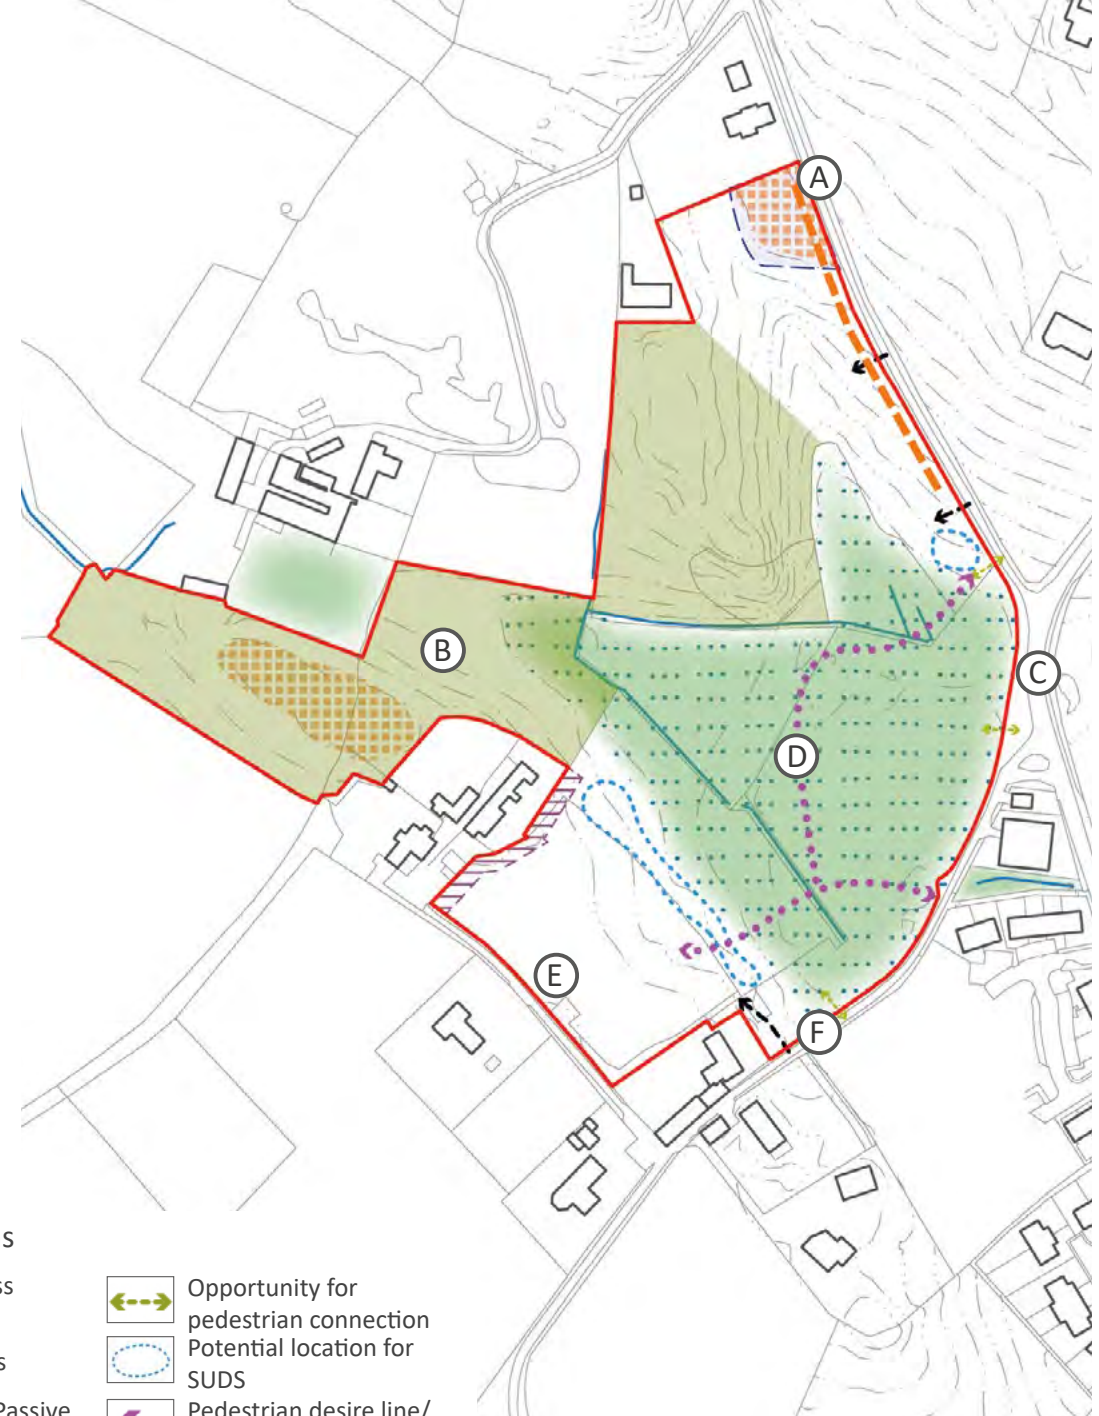 A
B
C
D
E
F
s
ss
s
Passive
Opportunity for
pedestrian connection
Potential location for
SUDS
Pedestrian desire line/